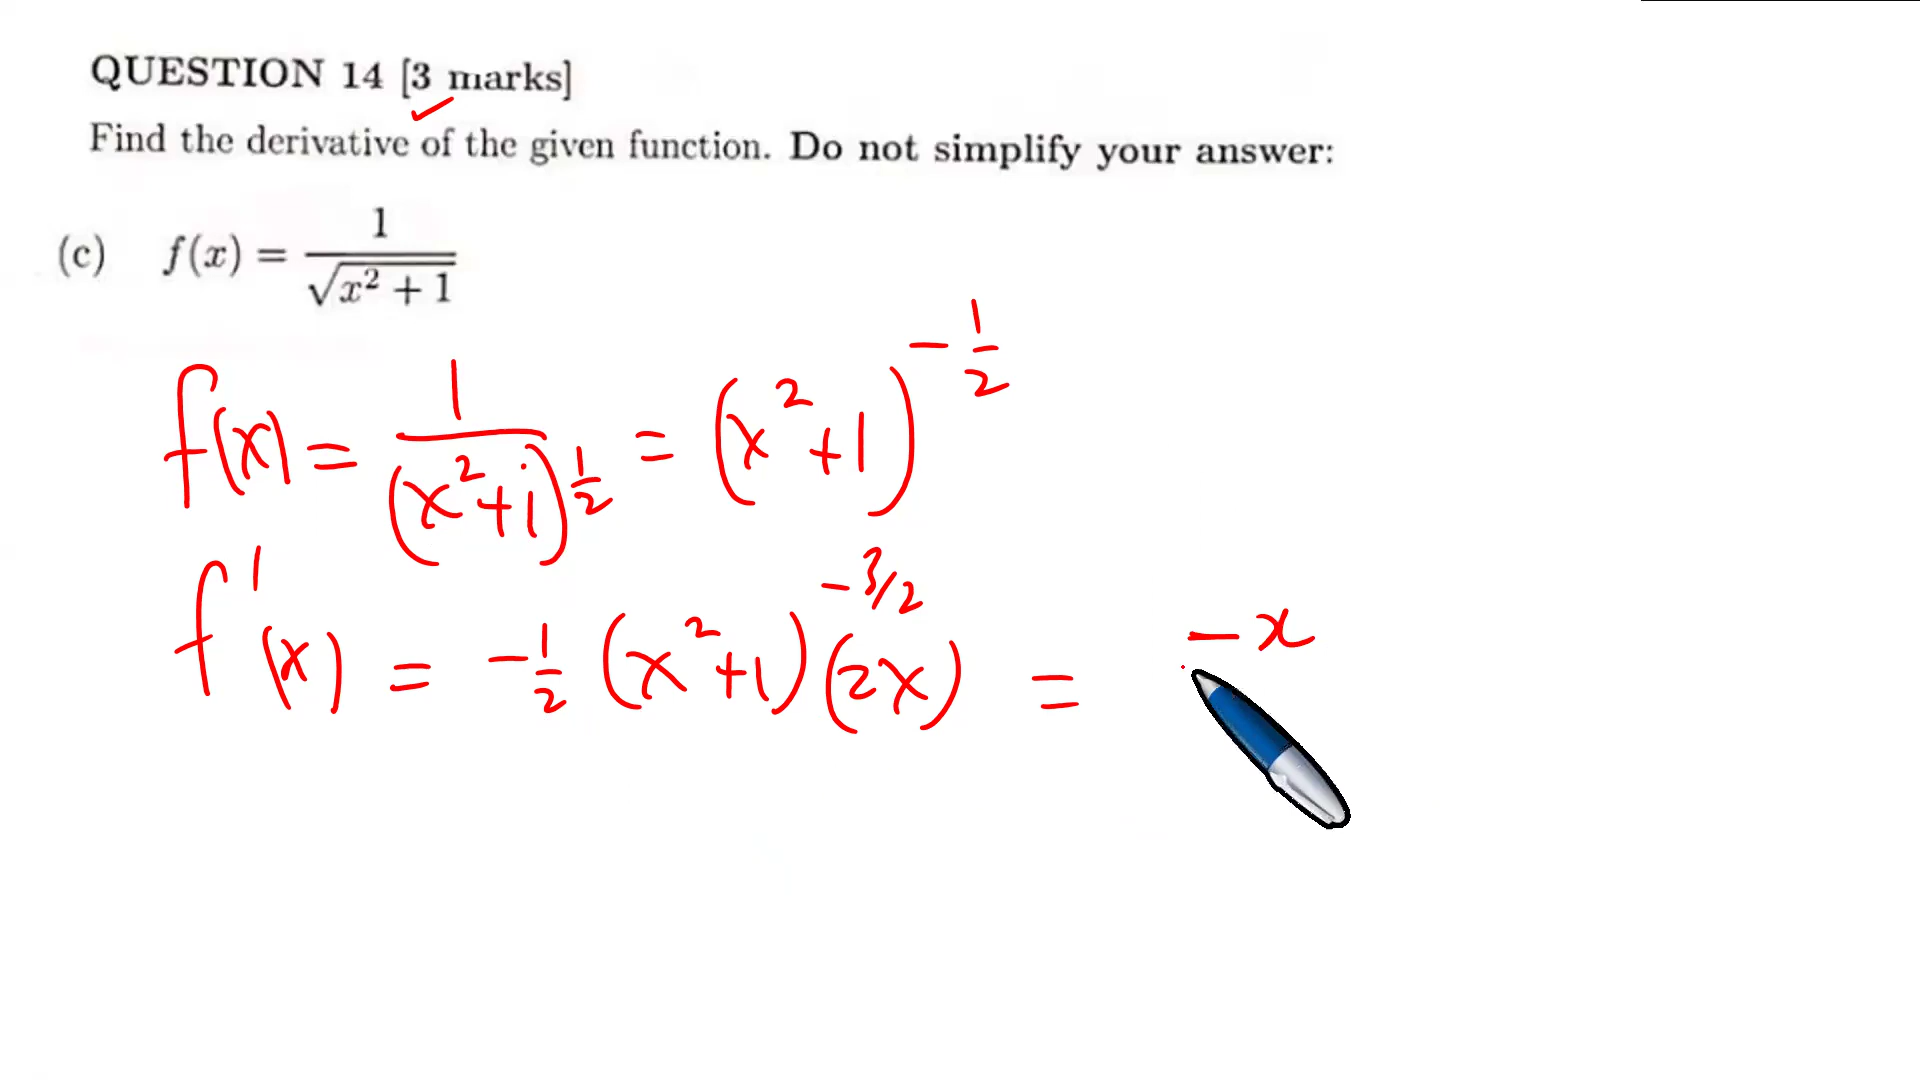 QUESTION 14 [3 marks]
Find the derivative of the given function. Do not simplify your answer:
(c) f(x) = 1/√(x² + 1)
f(x) = 1/(x²+1)^(1/2) = (x²+1)^(-1/2)
f'(x) = -1/2 (x²+1)^(-3/2) (2x) = -x